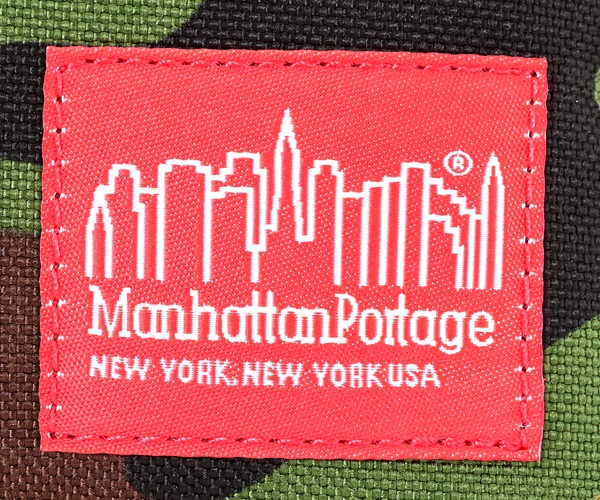 ®
ManhattanPortage
NEW YORK, NEW YORK USA